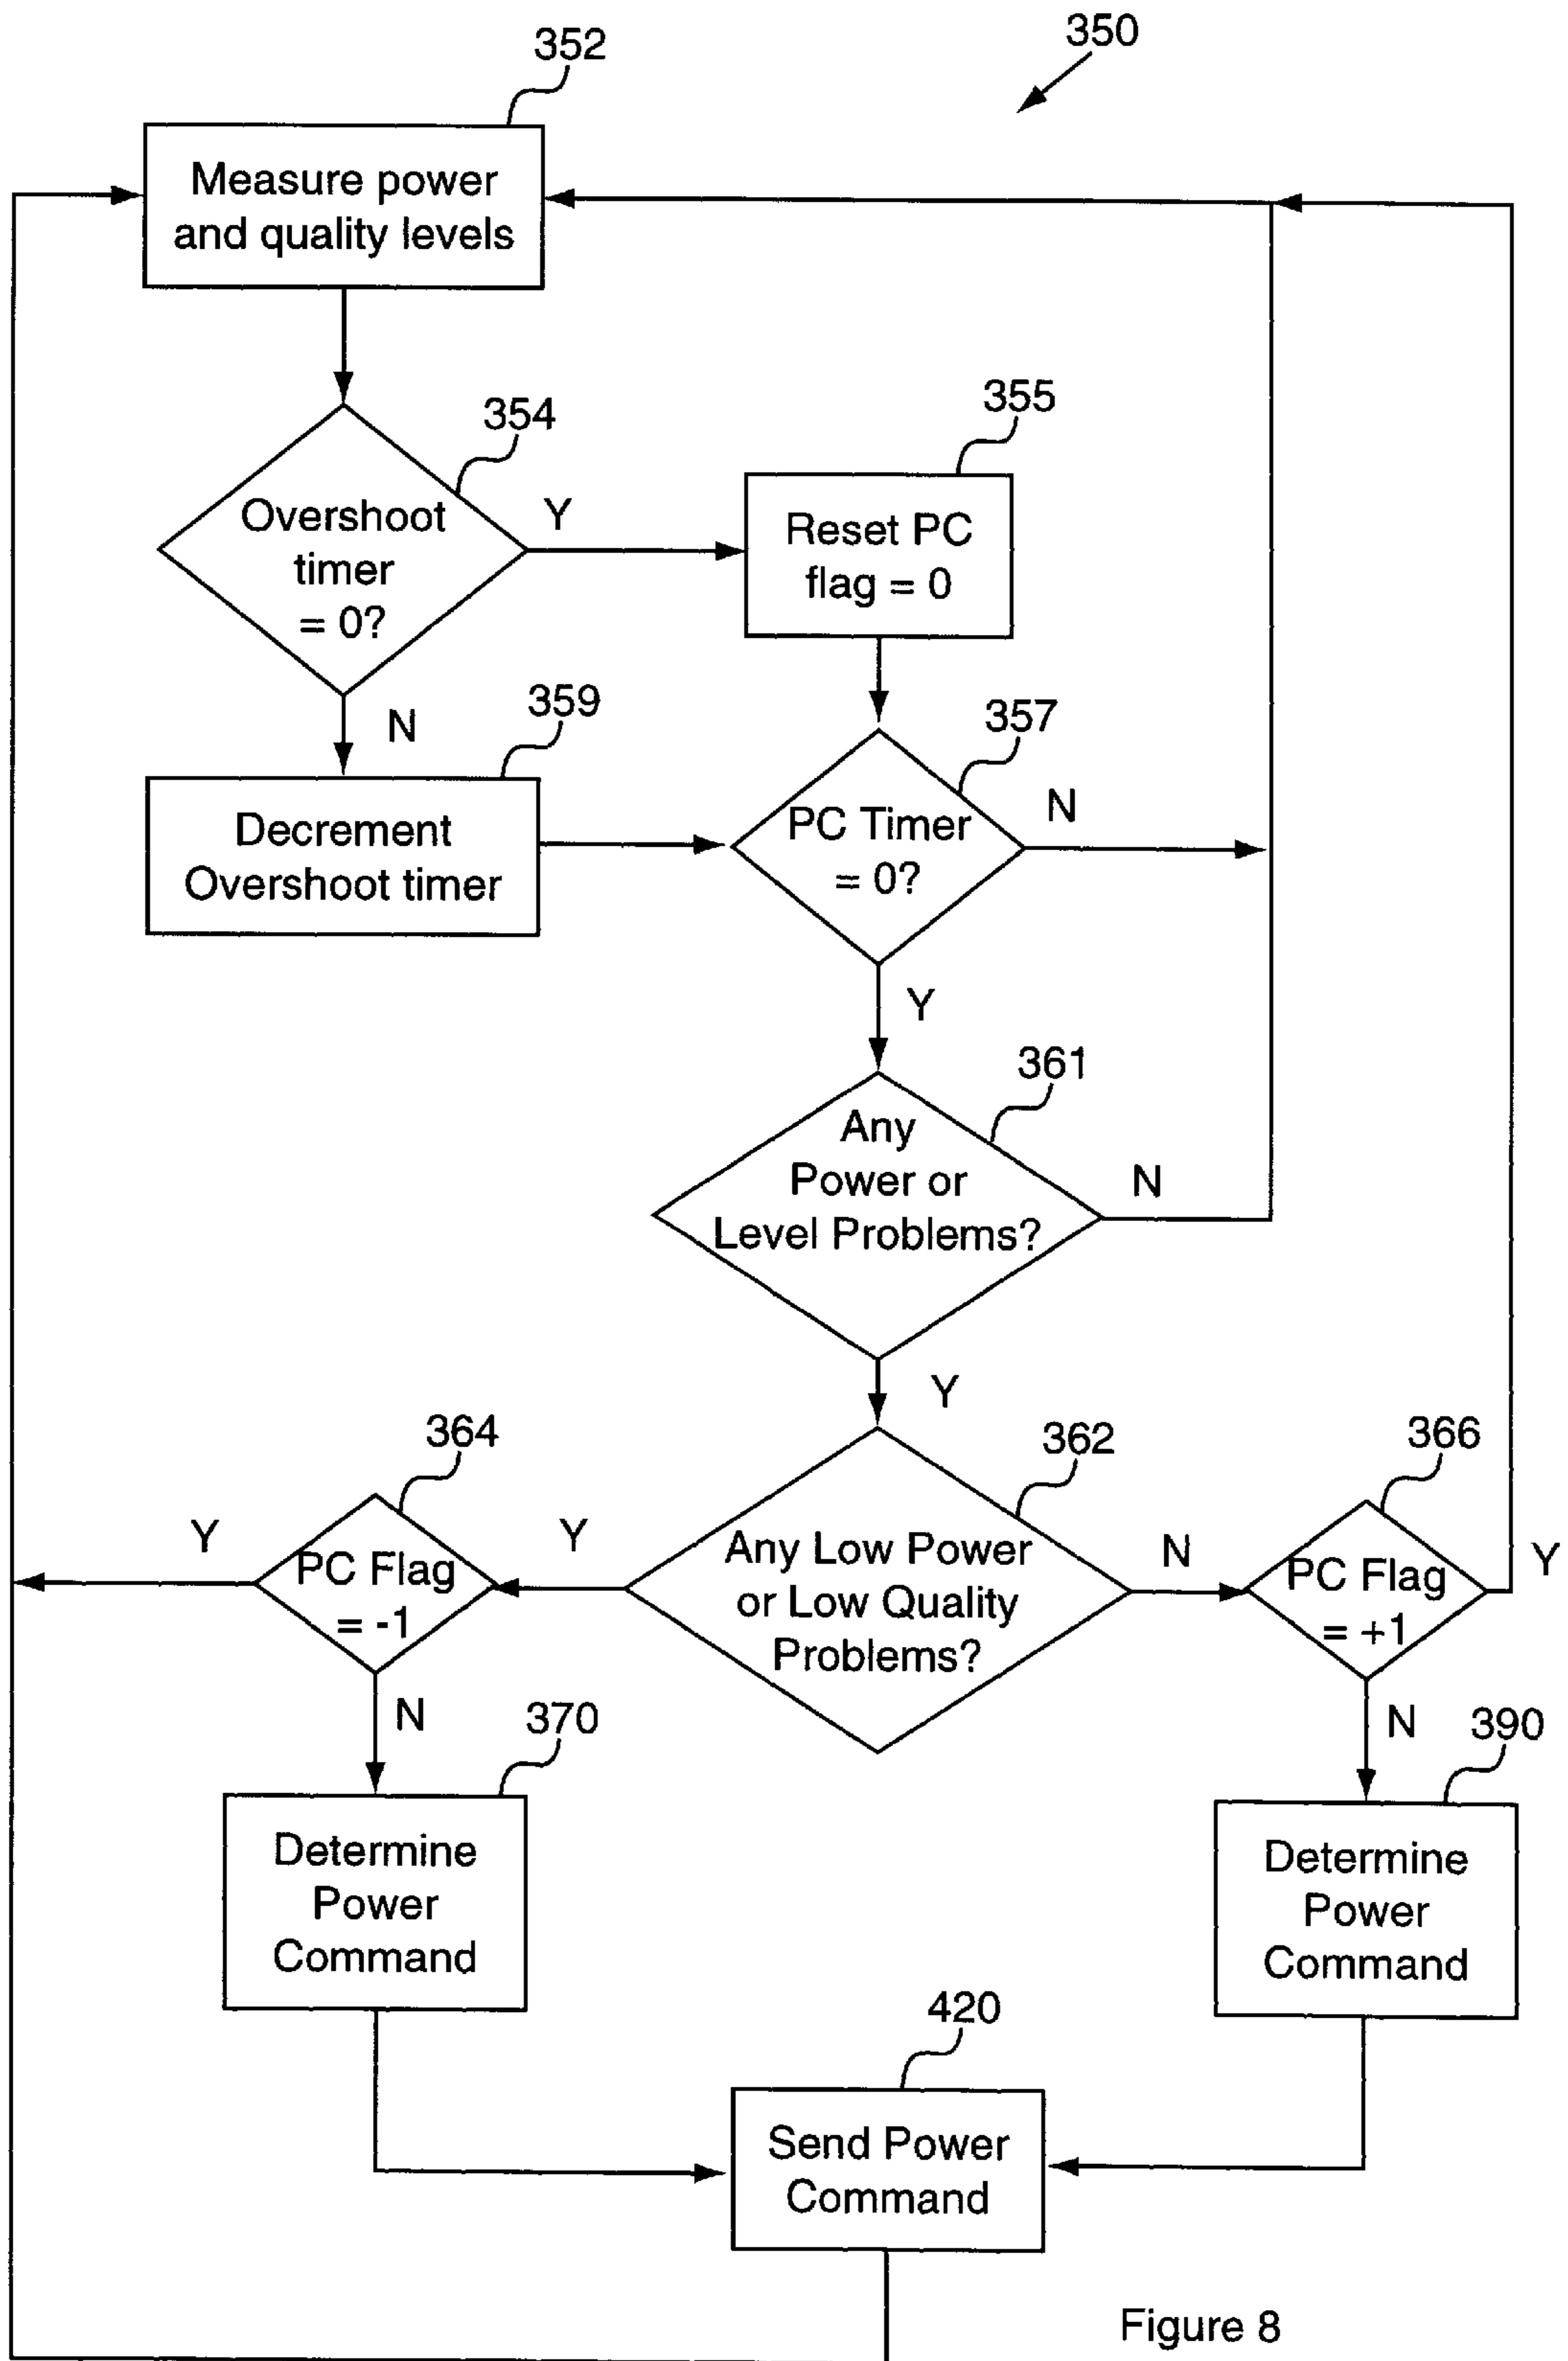 350
352
Measure power
and quality levels
354
Overshoot
timer
= 0?
Y
N
355
Reset PC
flag = 0
359
Decrement
Overshoot timer
357
PC Timer
= 0?
N
Y
361
Any
Power or
Level Problems?
N
Y
362
Any Low Power
or Low Quality
Problems?
Y
N
364
PC Flag
= -1
Y
N
366
PC Flag
= +1
Y
N
370
Determine
Power
Command
390
Determine
Power
Command
420
Send Power
Command
Figure 8